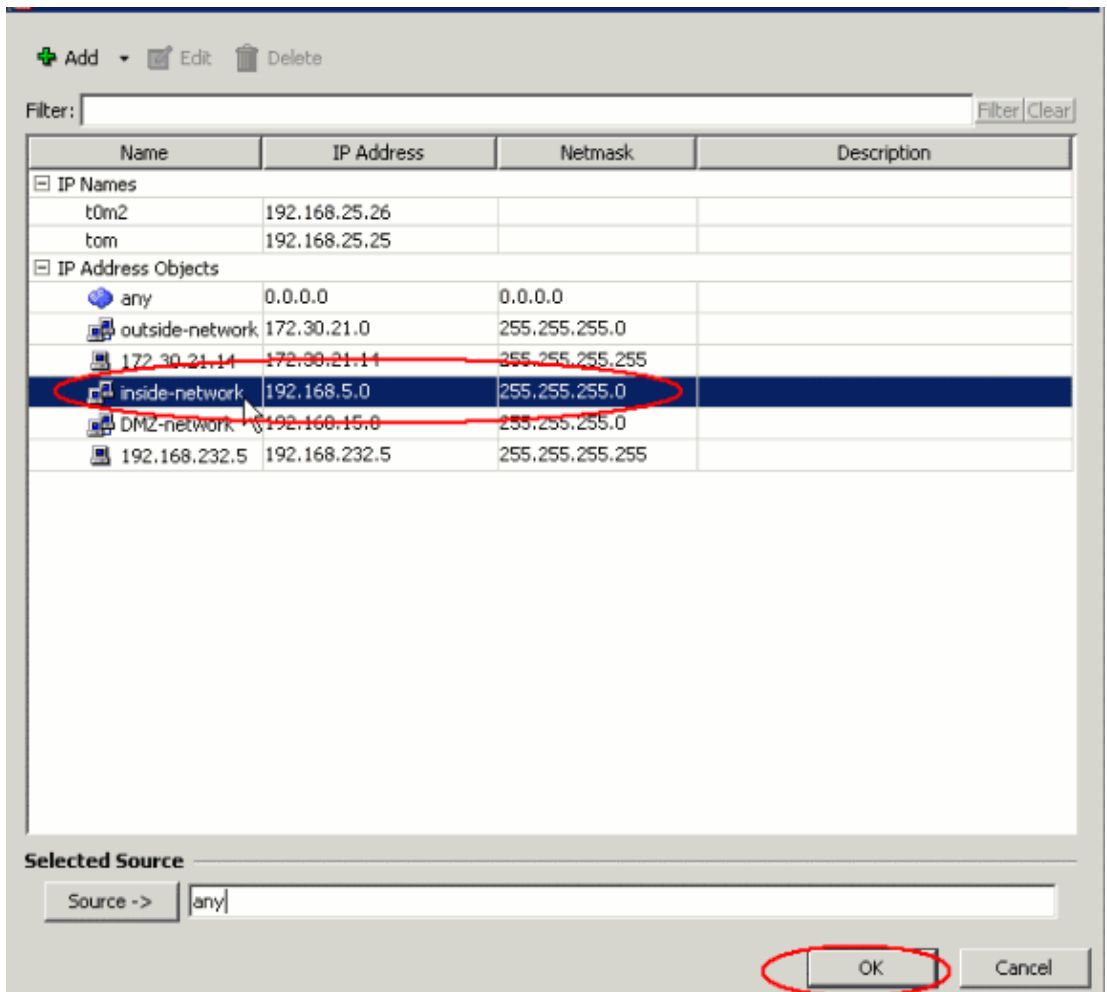 Add Edit Delete
Filter: Filter Clear
Name IP Address Netmask Description
IP Names
t0m2 192.168.25.26
tom 192.168.25.25
IP Address Objects
any 0.0.0.0 0.0.0.0
outside-network 172.30.21.0 255.255.255.0
172.30.21.14 172.30.21.14 255.255.255.255
inside-network 192.168.5.0 255.255.255.0
DMZ-network 192.168.15.0 255.255.255.0
192.168.232.5 192.168.232.5 255.255.255.255
Selected Source
Source -> any
OK Cancel